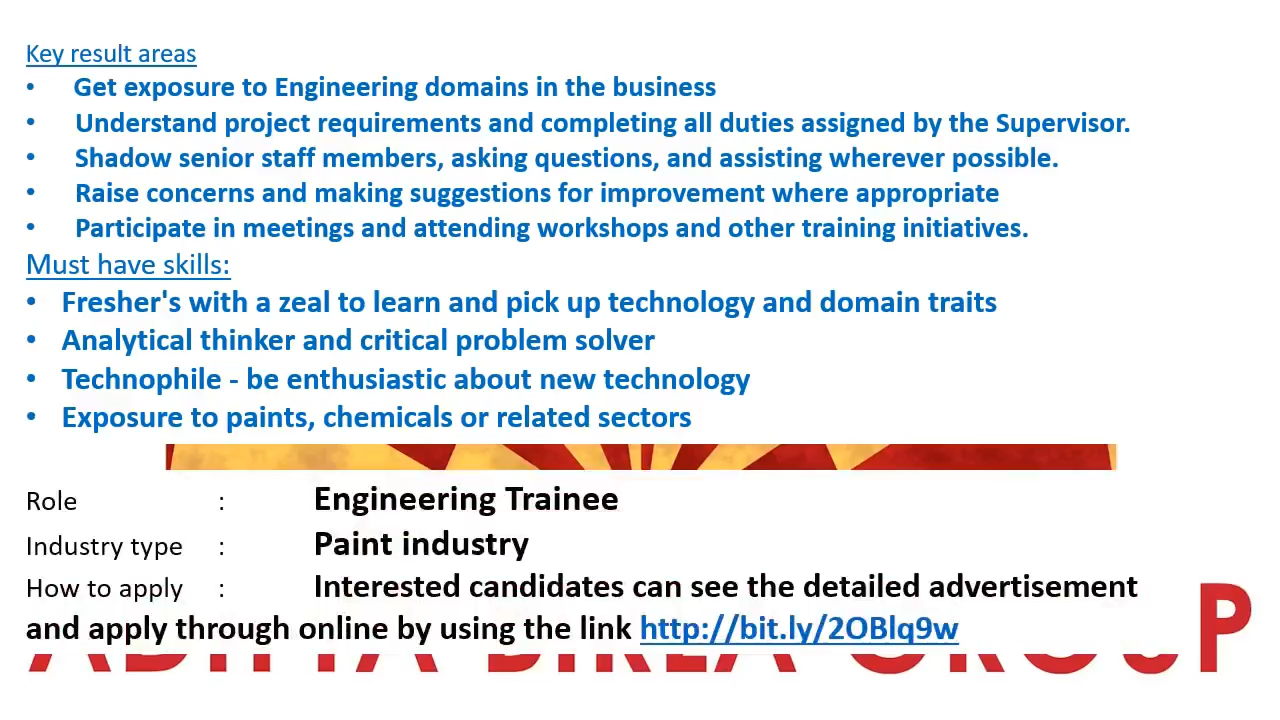 Key result areas
• Get exposure to Engineering domains in the business
• Understand project requirements and completing all duties assigned by the Supervisor.
• Shadow senior staff members, asking questions, and assisting wherever possible.
• Raise concerns and making suggestions for improvement where appropriate
• Participate in meetings and attending workshops and other training initiatives.
Must have skills:
• Fresher's with a zeal to learn and pick up technology and domain traits
• Analytical thinker and critical problem solver
• Technophile - be enthusiastic about new technology
• Exposure to paints, chemicals or related sectors
Role : Engineering Trainee
Industry type : Paint industry
How to apply : Interested candidates can see the detailed advertisement
and apply through online by using the link http://bit.ly/2OBlq9w
ADITYA BIRLA GROUP